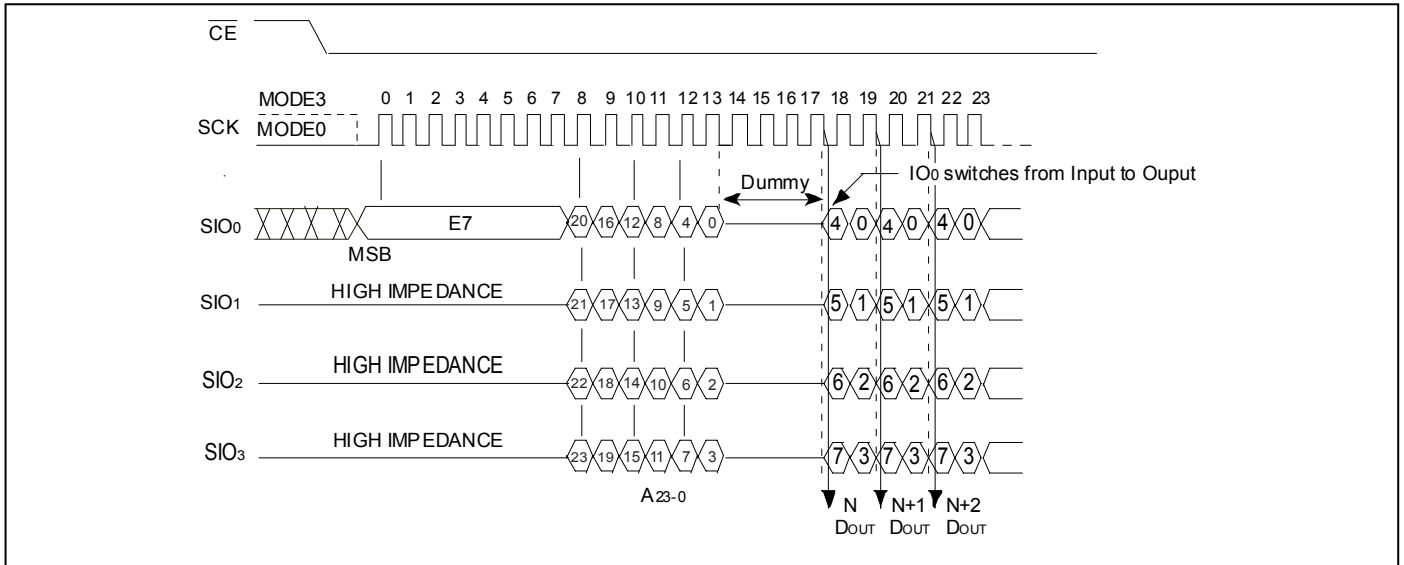 CE
MODE3 0 1 2 3 4 5 6 7 8 9 10 11 12 13 14 15 16 17 18 19 20 21 22 23
SCK MODE0
Dummy IO0 switches from Input to Ouput
SIO0 E7 20 16 12 8 4 0 4 0 4 0 4 0
MSB
SIO1 HIGH IMPEDANCE 21 17 13 9 5 1 5 1 5 1 5 1
SIO2 HIGH IMPEDANCE 22 18 14 10 6 2 6 2 6 2 6 2
SIO3 HIGH IMPEDANCE 23 19 15 11 7 3 7 3 7 3 7 3
A23-0
N N+1 N+2
DOUT DOUT DOUT